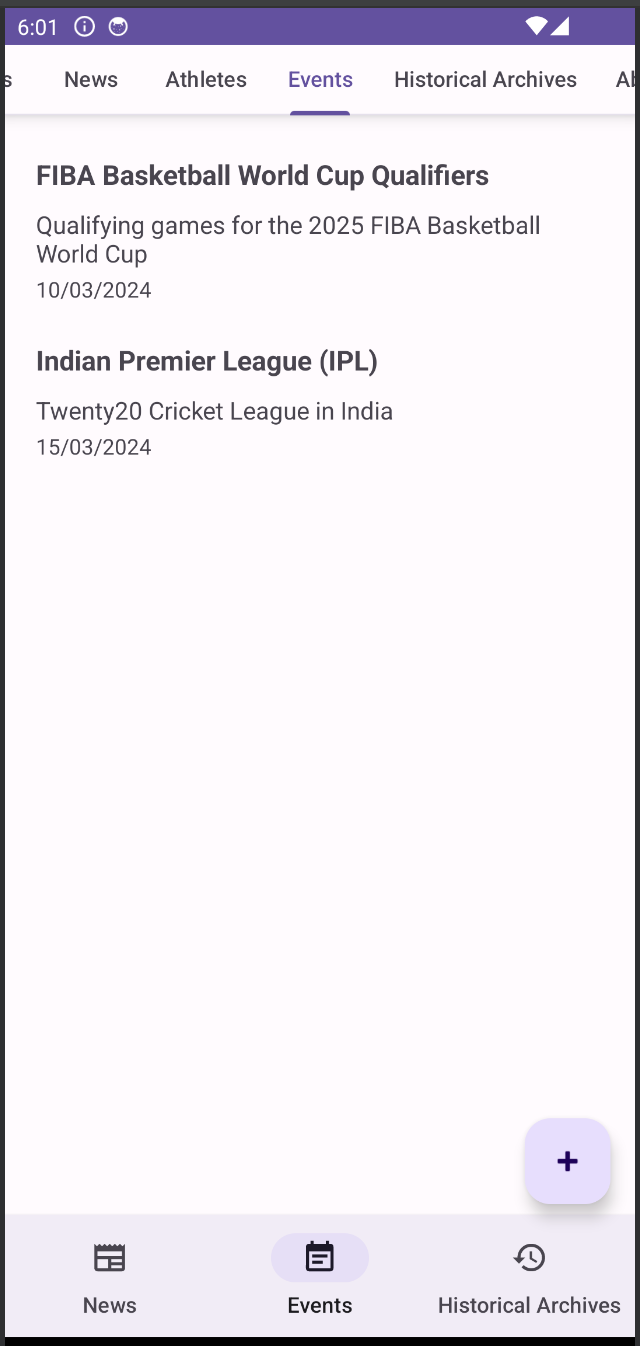 6:01
s News Athletes Events Historical Archives Ab
FIBA Basketball World Cup Qualifiers
Qualifying games for the 2025 FIBA Basketball
World Cup
10/03/2024
Indian Premier League (IPL)
Twenty20 Cricket League in India
15/03/2024
+
News Events Historical Archives